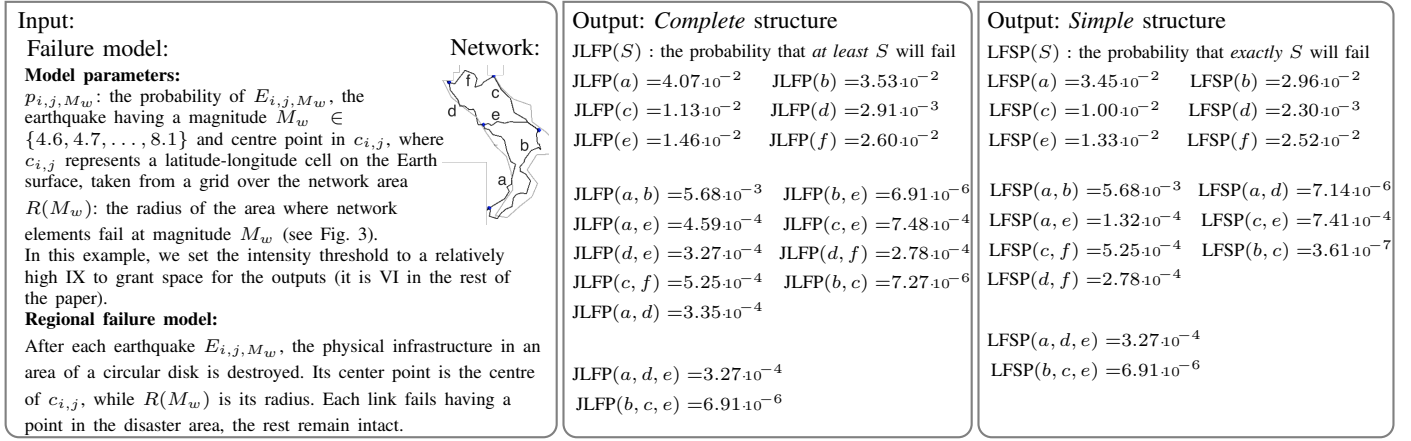 Input:
Failure model:
Network:
Model parameters:
p_{i,j,M_w}: the probability of E_{i,j,M_w}, the
earthquake having a magnitude M_w ∈
{4.6, 4.7, ..., 8.1} and centre point in c_{i,j}, where
c_{i,j} represents a latitude-longitude cell on the Earth
surface, taken from a grid over the network area
R(M_w): the radius of the area where network
elements fail at magnitude M_w (see Fig. 3).
In this example, we set the intensity threshold to a relatively
high IX to grant space for the outputs (it is VI in the rest of
the paper).
Regional failure model:
After each earthquake E_{i,j,M_w}, the physical infrastructure in an
area of a circular disk is destroyed. Its center point is the centre
of c_{i,j}, while R(M_w) is its radius. Each link fails having a
point in the disaster area, the rest remain intact.
f
c
d
e
b
a
Output: Complete structure
JLFP(S) : the probability that at least S will fail
JLFP(a) =4.07·10^{−2} JLFP(b) =3.53·10^{−2}
JLFP(c) =1.13·10^{−2} JLFP(d) =2.91·10^{−3}
JLFP(e) =1.46·10^{−2} JLFP(f) =2.60·10^{−2}
JLFP(a, b) =5.68·10^{−3} JLFP(b, e) =6.91·10^{−6}
JLFP(a, e) =4.59·10^{−4} JLFP(c, e) =7.48·10^{−4}
JLFP(d, e) =3.27·10^{−4} JLFP(d, f) =2.78·10^{−4}
JLFP(c, f) =5.25·10^{−4} JLFP(b, c) =7.27·10^{−6}
JLFP(a, d) =3.35·10^{−4}
JLFP(a, d, e) =3.27·10^{−4}
JLFP(b, c, e) =6.91·10^{−6}
Output: Simple structure
LFSP(S) : the probability that exactly S will fail
LFSP(a) =3.45·10^{−2} LFSP(b) =2.96·10^{−2}
LFSP(c) =1.00·10^{−2} LFSP(d) =2.30·10^{−3}
LFSP(e) =1.33·10^{−2} LFSP(f) =2.52·10^{−2}
LFSP(a, b) =5.68·10^{−3} LFSP(a, d) =7.14·10^{−6}
LFSP(a, e) =1.32·10^{−4} LFSP(c, e) =7.41·10^{−4}
LFSP(c, f) =5.25·10^{−4} LFSP(b, c) =3.61·10^{−7}
LFSP(d, f) =2.78·10^{−4}
LFSP(a, d, e) =3.27·10^{−4}
LFSP(b, c, e) =6.91·10^{−6}